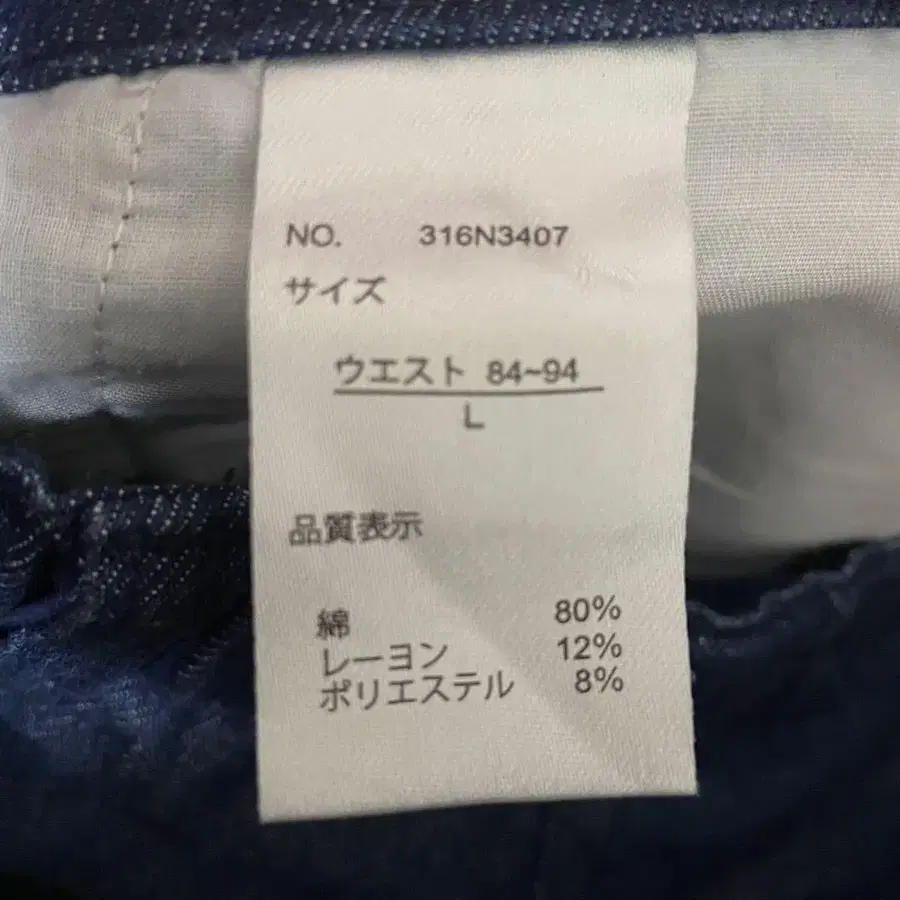 NO. 316N3407
サイズ
ウエスト 84~94
L
品質表示
綿 80%
レーヨン 12%
ポリエステル 8%